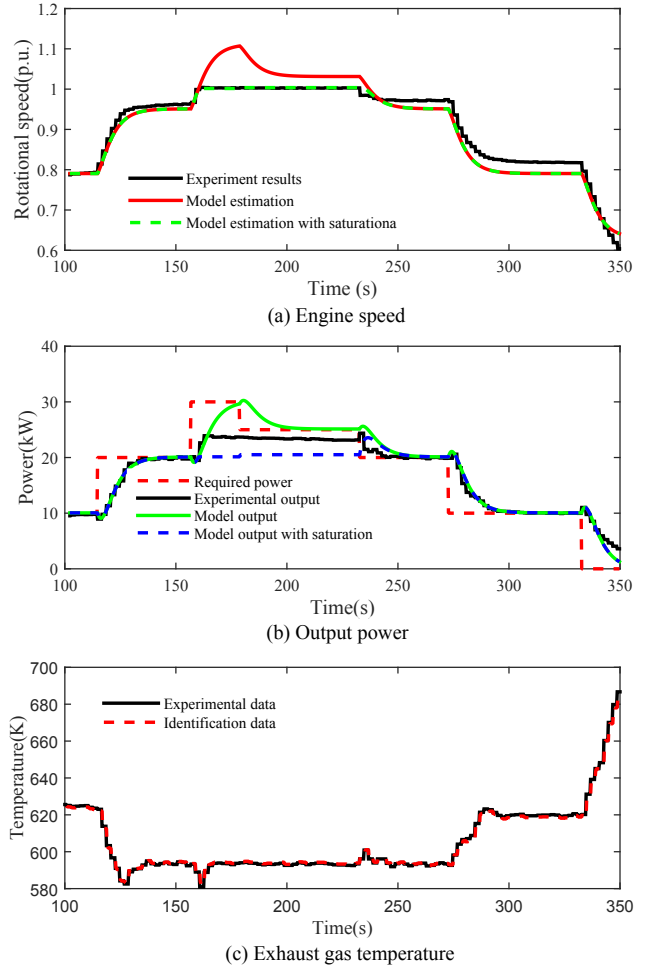 1.2
1.1
1
0.9
0.8
0.7
0.6
Rotational speed(p.u.)
Experiment results
Model estimation
Model estimation with saturationa
100 150 200 250 300 350
Time (s)
(a) Engine speed
40
30
20
10
0
Power(kW)
Required power
Experimental output
Model output
Model output with saturation
100 150 200 250 300 350
Time(s)
(b) Output power
700
680
660
640
620
600
580
Temperature(K)
Experimental data
Identification data
100 150 200 250 300 350
Time(s)
(c) Exhaust gas temperature